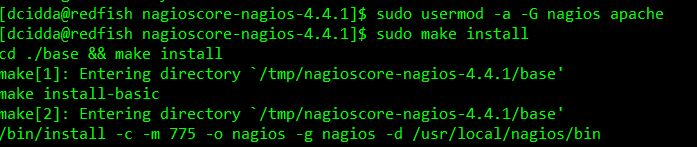 [dcidda@redfish nagioscore-nagios-4.4.1]$ sudo usermod -a -G nagios apache
[dcidda@redfish nagioscore-nagios-4.4.1]$ sudo make install
cd ./base && make install
make[1]: Entering directory `/tmp/nagioscore-nagios-4.4.1/base'
make install-basic
make[2]: Entering directory `/tmp/nagioscore-nagios-4.4.1/base'
/bin/install -c -m 775 -o nagios -g nagios -d /usr/local/nagios/bin